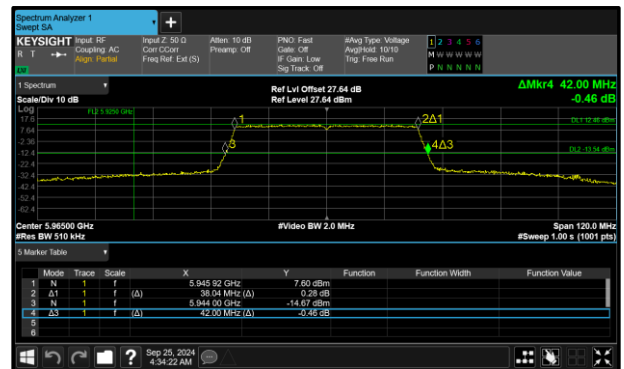 Spectrum Analyzer 1
Swept SA
KEYSIGHT
R T
Input: RF
Coupling: AC
Align: Partial
Input Z: 50 Ω
Corr CCorr
Freq Ref: Ext (S)
Atten: 10 dB
Preamp: Off
PNO: Fast
Gate: Off
IF Gain: Low
Sig Track: Off
#Avg Type: Voltage
Avg|Hold: 10/10
Trig: Free Run
1 2 3 4 5 6
M W W W W W
P N N N N N
1 Spectrum
Scale/Div 10 dB
Ref Lvl Offset 27.64 dB
Ref Level 27.64 dBm
ΔMkr4 42.00 MHz
-0.46 dB
Log
FL2 5.9250 GHz
17.6
7.64
-2.36
-12.4
-22.4
-32.4
-42.4
-52.4
-62.4
1
2Δ1
3
4Δ3
DL1 12.46 dBm
DL2 -13.54 dBm
Center 5.96500 GHz
#Res BW 510 kHz
#Video BW 2.0 MHz
Span 120.0 MHz
#Sweep 1.00 s (1001 pts)
5 Marker Table
Mode Trace Scale X Y Function Function Width Function Value
1 N 1 f 5.945 92 GHz 7.60 dBm
2 Δ1 1 f (Δ) 38.04 MHz (Δ) 0.28 dB
3 N 1 f 5.944 00 GHz -14.67 dBm
4 Δ3 1 f (Δ) 42.00 MHz (Δ) -0.46 dB
5
6
?
Sep 25, 2024
4:34:22 AM